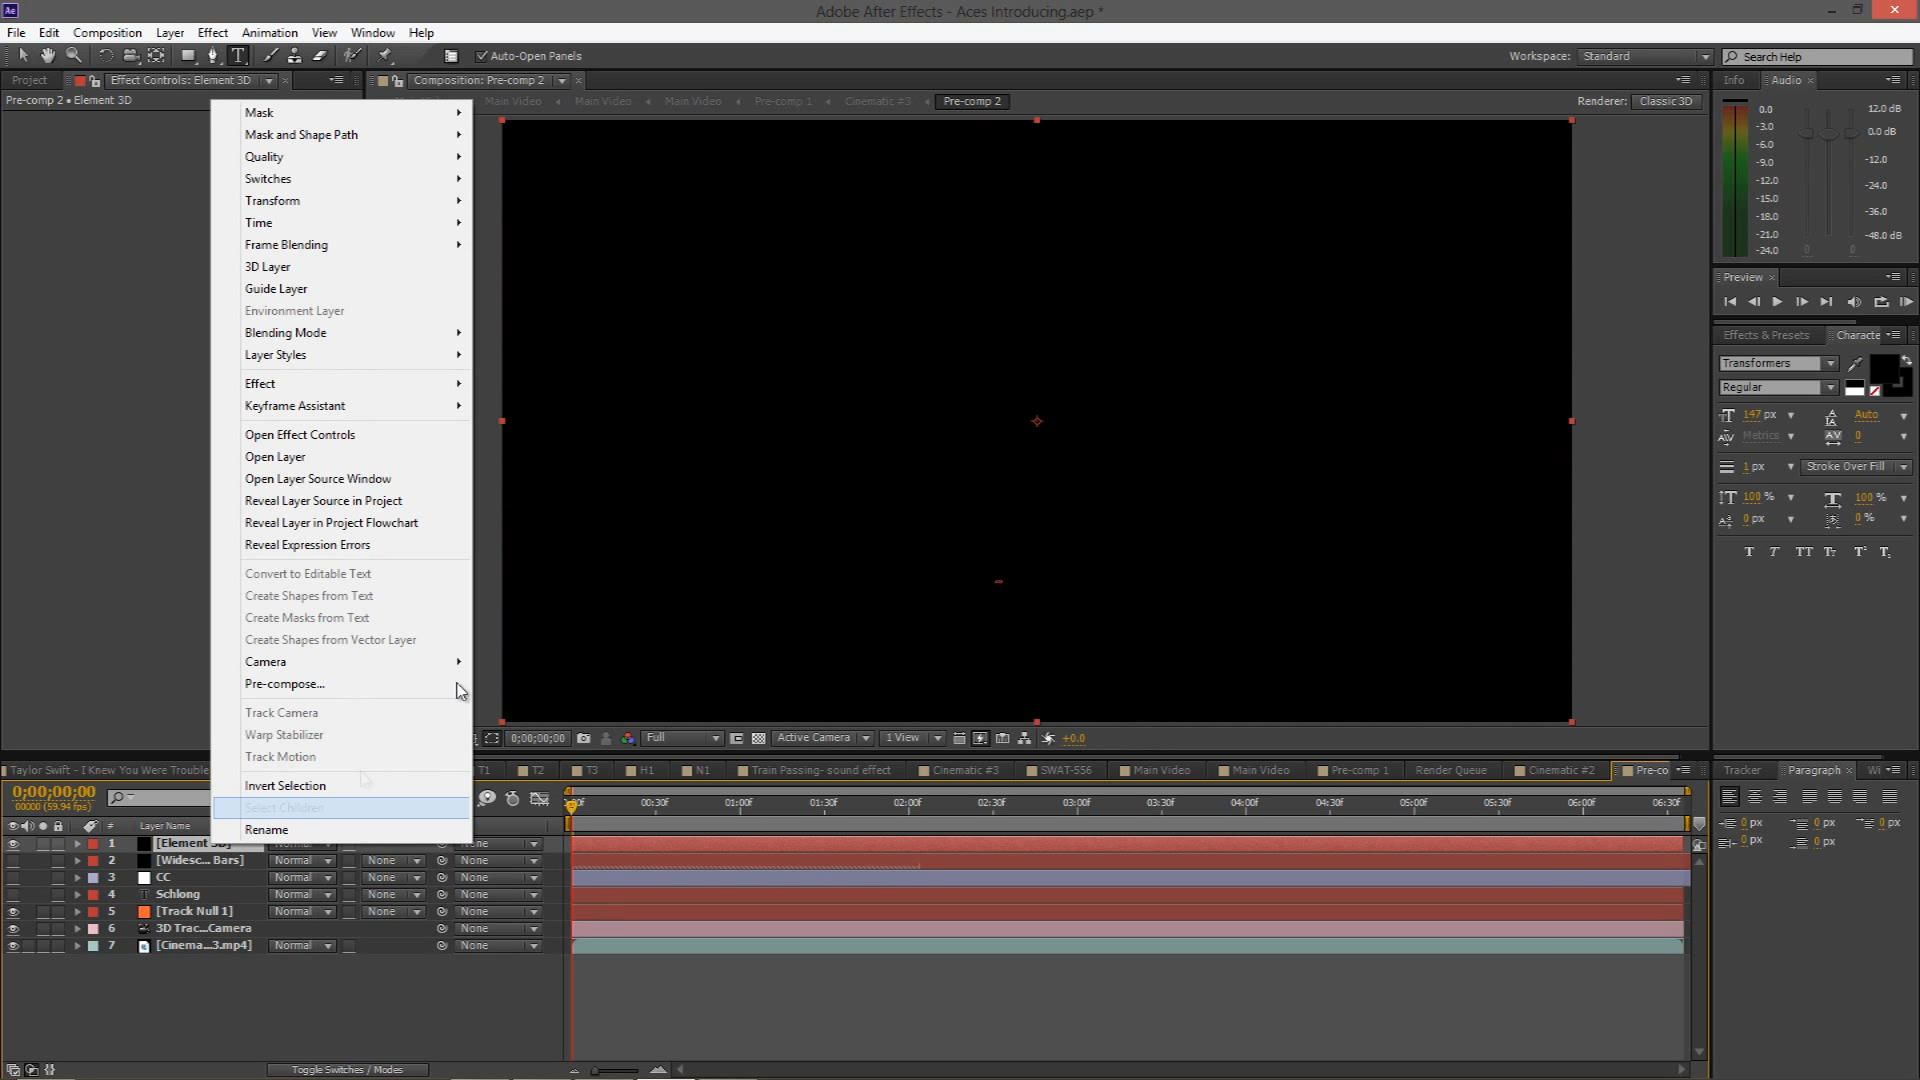 Ae Adobe After Effects - Aces Introducing.aep *
File Edit Composition Layer Effect Animation View Window Help
T Auto-Open Panels Workspace: Standard Search Help
Project Effect Controls: Element 3D Composition: Pre-comp 2 Info Audio
Pre-comp 2 • Element 3D Main Video Main Video Main Video Pre-comp 1 Cinematic #3 Pre-comp 2 Renderer: Classic 3D
Mask
Mask and Shape Path
Quality
Switches
Transform
Time
Frame Blending
3D Layer
Guide Layer
Environment Layer
Blending Mode
Layer Styles
Effect
Keyframe Assistant
Open Effect Controls
Open Layer
Open Layer Source Window
Reveal Layer Source in Project
Reveal Layer in Project Flowchart
Reveal Expression Errors
Convert to Editable Text
Create Shapes from Text
Create Masks from Text
Create Shapes from Vector Layer
Camera
Pre-compose...
Track Camera
Warp Stabilizer
Track Motion
Invert Selection
Select Children
Rename
0.0
-3.0
-6.0
-9.0
-12.0
-15.0
-18.0
-21.0
-24.0
12.0 dB
0.0 dB
-12.0
-24.0
-36.0
-48.0 dB
0 0
Preview
Effects & Presets Characte
Transformers
Regular
147 px Auto
Metrics 0
1 px Stroke Over Fill
100 % 100 %
0 px 0 %
T T TT TT T¹ T₁
0;00;00;00 Full Active Camera 1 View +0.0
Taylor Swift - I Knew You Were Trouble T1 T2 T3 H1 N1 Train Passing- sound effect Cinematic #3 SWAT-556 Main Video Main Video Pre-comp 1 Render Queue Cinematic #2 Pre-co
0;00;00;00
00000 (59.94 fps)
00f 00:30f 01:00f 01:30f 02:00f 02:30f 03:00f 03:30f 04:00f 04:30f 05:00f 05:30f 06:00f 06:30f
# Layer Name
1 [Element 3D] Normal None
2 [Widesc... Bars] Normal None None
3 CC Normal None None
4 Schlong Normal None None
5 [Track Null 1] Normal None None
6 3D Trac...Camera None
7 [Cinema...3.mp4] Normal None
Toggle Switches / Modes
Tracker Paragraph Wi
0 px 0 px 0 px
0 px 0 px